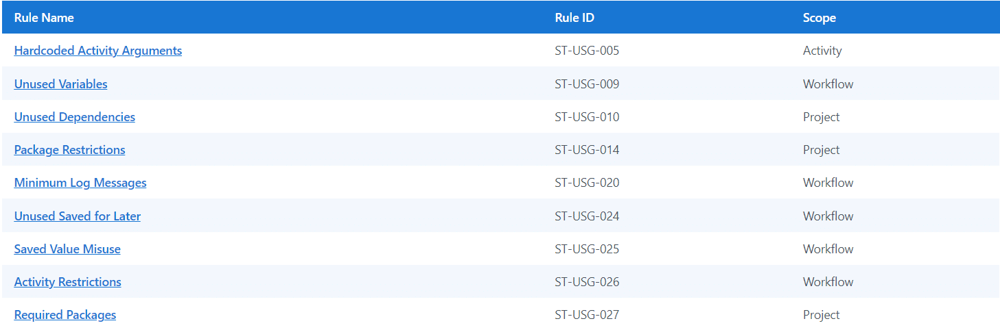 Rule Name Rule ID Scope
Hardcoded Activity Arguments ST-USG-005 Activity
Unused Variables ST-USG-009 Workflow
Unused Dependencies ST-USG-010 Project
Package Restrictions ST-USG-014 Project
Minimum Log Messages ST-USG-020 Workflow
Unused Saved for Later ST-USG-024 Workflow
Saved Value Misuse ST-USG-025 Workflow
Activity Restrictions ST-USG-026 Workflow
Required Packages ST-USG-027 Project